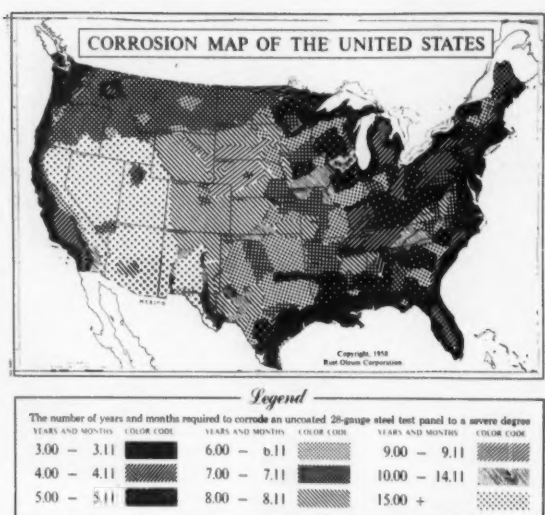 CORROSION MAP OF THE UNITED STATES
MEXICO
Copyright, 1958
Rust-Oleum Corporation
Legend
The number of years and months required to corrode an uncoated 28-gauge steel test panel to a severe degree
YEARS AND MONTHS COLOR CODE YEARS AND MONTHS COLOR CODE YEARS AND MONTHS COLOR CODE
3.00 - 3.11 6.00 - 6.11 9.00 - 9.11
4.00 - 4.11 7.00 - 7.11 10.00 - 14.11
5.00 - 5.11 8.00 - 8.11 15.00 +